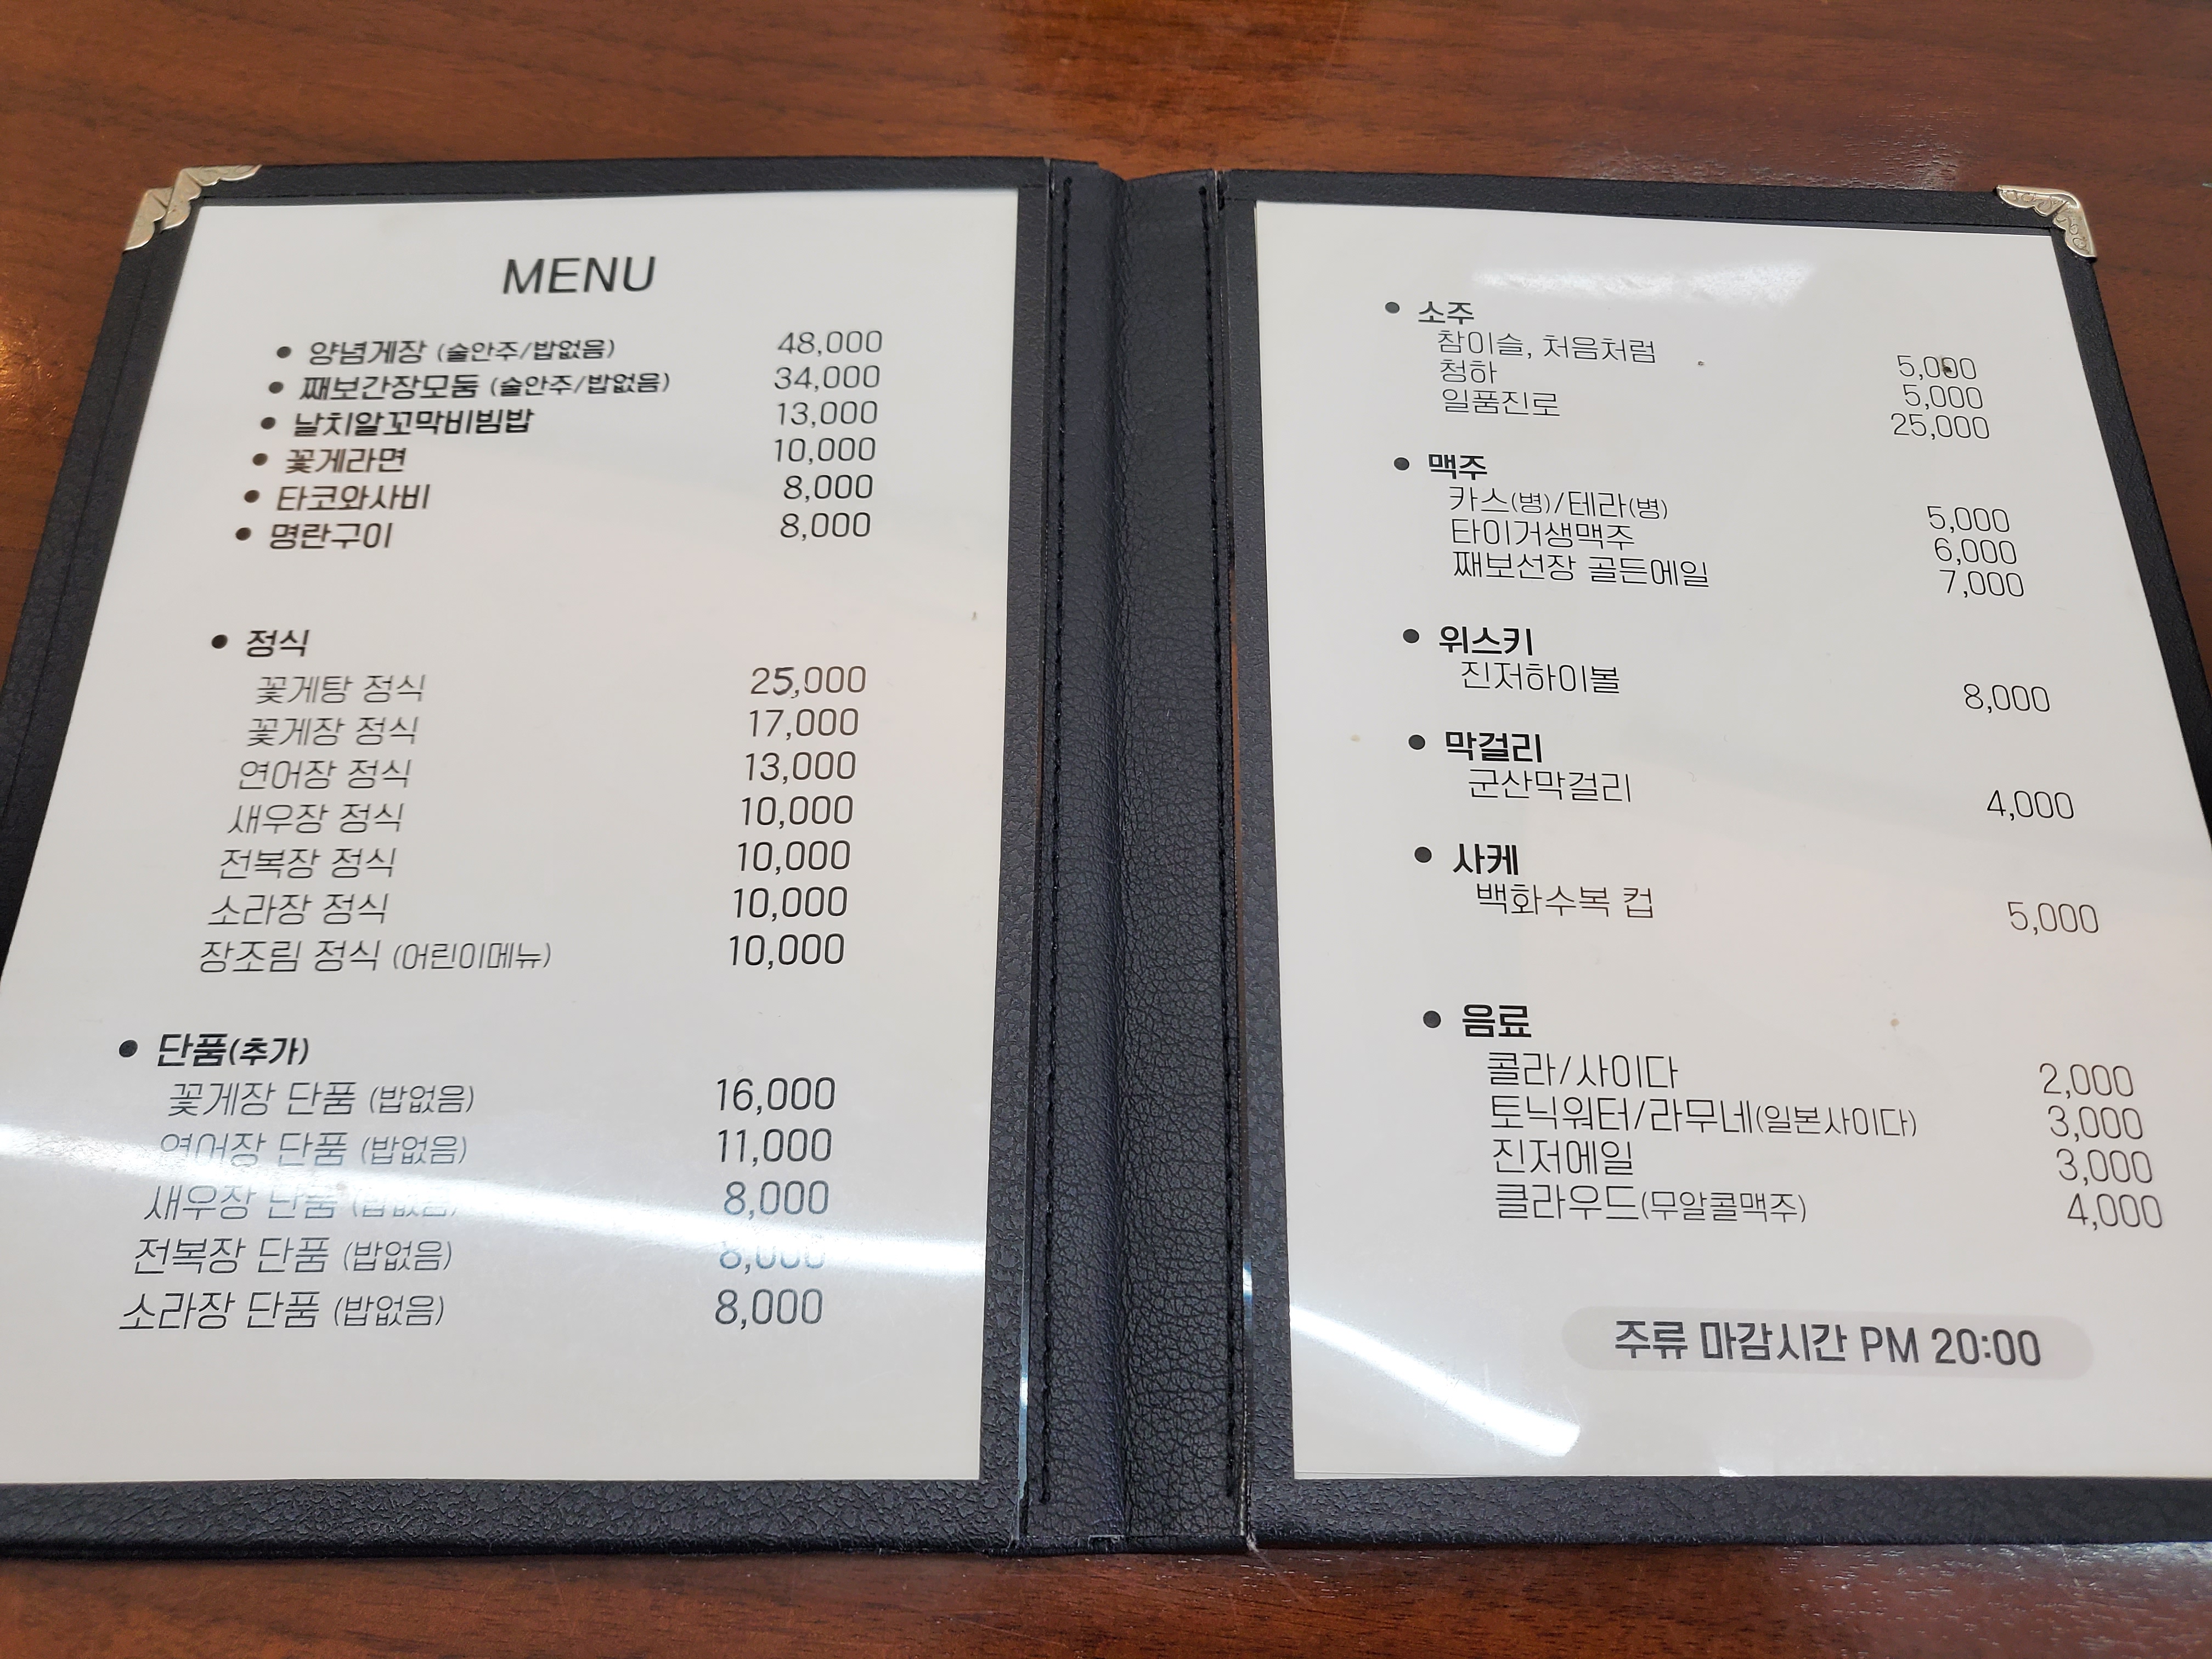 MENU
• 양념게장 (술안주/밥없음) 48,000
• 째보간장모둠 (술안주/밥없음) 34,000
• 날치알꼬막비빔밥 13,000
• 꽃게라면 10,000
• 타코와사비 8,000
• 명란구이 8,000
• 정식
꽃게탕 정식 25,000
꽃게장 정식 17,000
연어장 정식 13,000
새우장 정식 10,000
전복장 정식 10,000
소라장 정식 10,000
장조림 정식 (어린이메뉴) 10,000
• 단품(추가)
꽃게장 단품 (밥없음) 16,000
연어장 단품 (밥없음) 11,000
새우장 단품 (밥없음) 8,000
전복장 단품 (밥없음) 8,000
소라장 단품 (밥없음) 8,000
• 소주
참이슬, 처음처럼 5,000
청하 5,000
일품진로 25,000
• 맥주
카스(병)/테라(병) 5,000
타이거생맥주 6,000
째보선장 골든에일 7,000
• 위스키
진저하이볼 8,000
• 막걸리
군산막걸리 4,000
• 사케
백화수복 컵 5,000
• 음료
콜라/사이다 2,000
토닉워터/라무네(일본사이다) 3,000
진저에일 3,000
클라우드(무알콜맥주) 4,000
주류 마감시간 PM 20:00